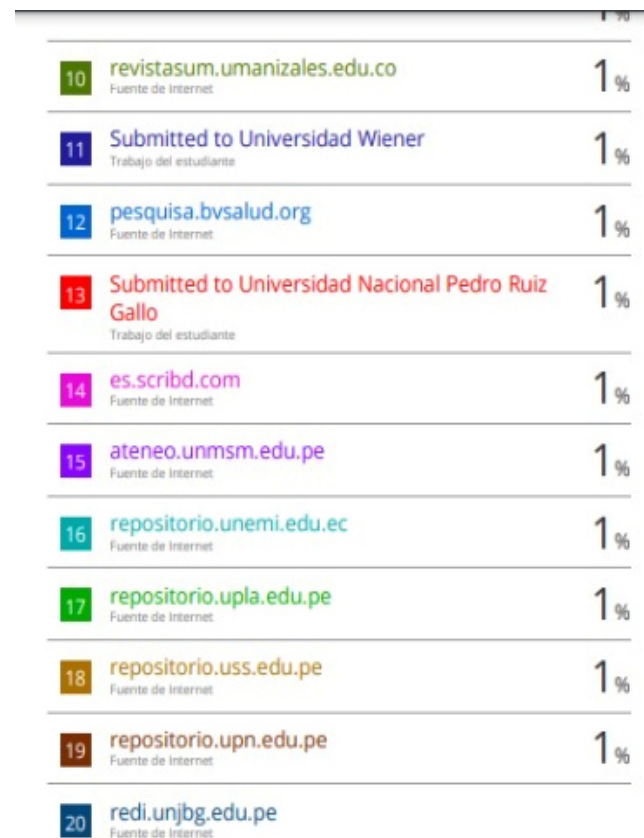 10 revistasum.umanizales.edu.co 1%
Fuente de Internet
11 Submitted to Universidad Wiener 1%
Trabajo del estudiante
12 pesquisa.bvsalud.org 1%
Fuente de Internet
13 Submitted to Universidad Nacional Pedro Ruiz 1%
Gallo
Trabajo del estudiante
14 es.scribd.com 1%
Fuente de Internet
15 ateneo.unmsm.edu.pe 1%
Fuente de Internet
16 repositorio.unemi.edu.ec 1%
Fuente de Internet
17 repositorio.upla.edu.pe 1%
Fuente de Internet
18 repositorio.uss.edu.pe 1%
Fuente de Internet
19 repositorio.upn.edu.pe 1%
Fuente de Internet
20 redi.unjbg.edu.pe
Fuente de Internet